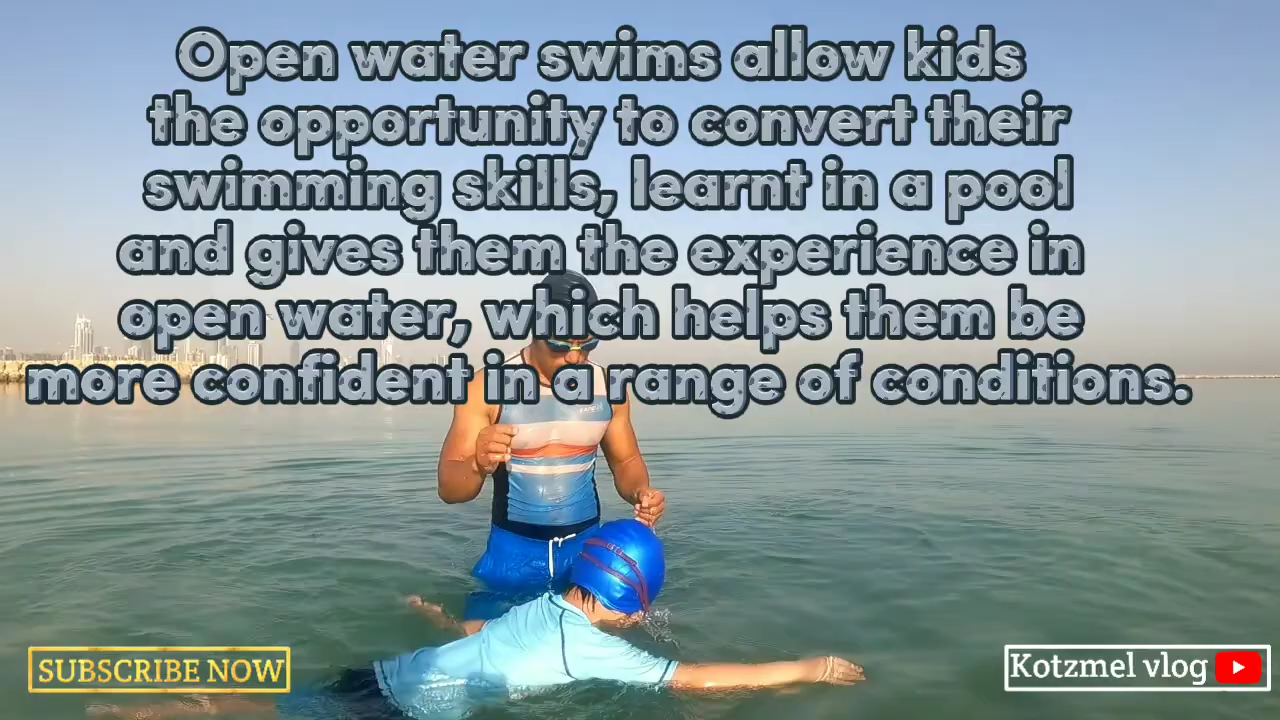 Open water swims allow kids
the opportunity to convert their
swimming skills, learnt in a pool
and gives them the experience in
open water, which helps them be
more confident in a range of conditions.
SUBSCRIBE NOW
Kotzmel vlog